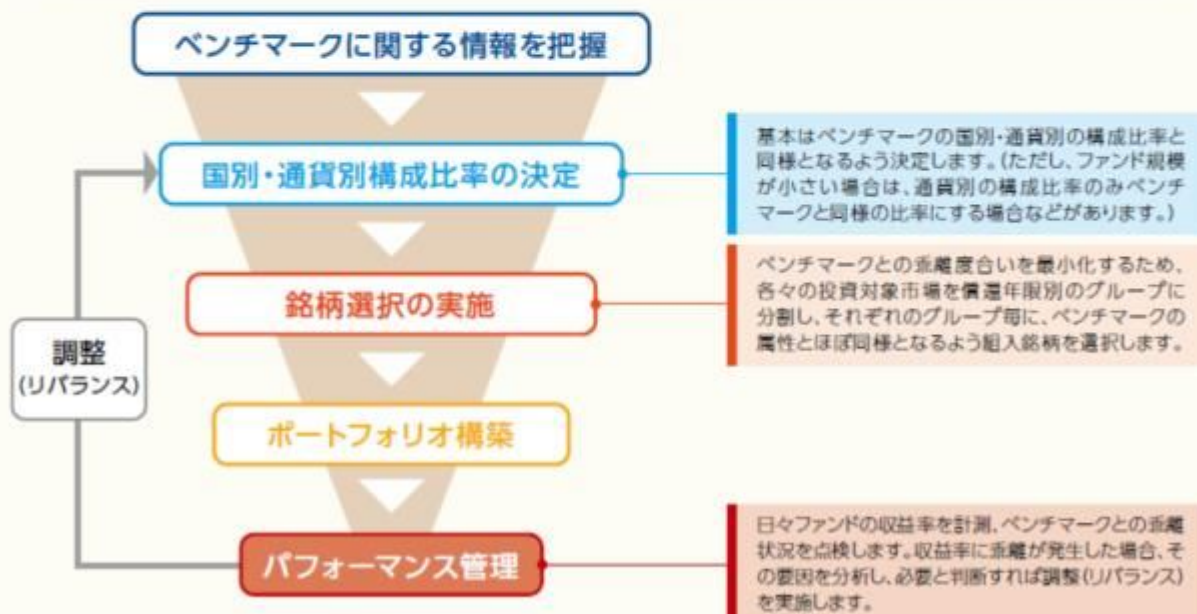 ベンチマークに関する情報を把握
国別・通貨別構成比率の決定
基本はベンチマークの国別・通貨別の構成比率と
同様となるよう決定します。(ただし、ファンド規模
が小さい場合は、通貨別の構成比率のみベンチ
マークと同様の比率にする場合などがあります。)
銘柄選択の実施
ベンチマークとの乖離度合いを最小化するため、
各々の投資対象市場を償還年限別のグループに
分割し、それぞれのグループ毎に、ベンチマークの
属性とほぼ同様となるよう組入銘柄を選択します。
調整
(リバランス)
ポートフォリオ構築
パフォーマンス管理
日々ファンドの収益率を計測、ベンチマークとの乖離
状況を点検します。収益率に乖離が発生した場合、そ
の要因を分析し、必要と判断すれば調整(リバランス)
を実施します。